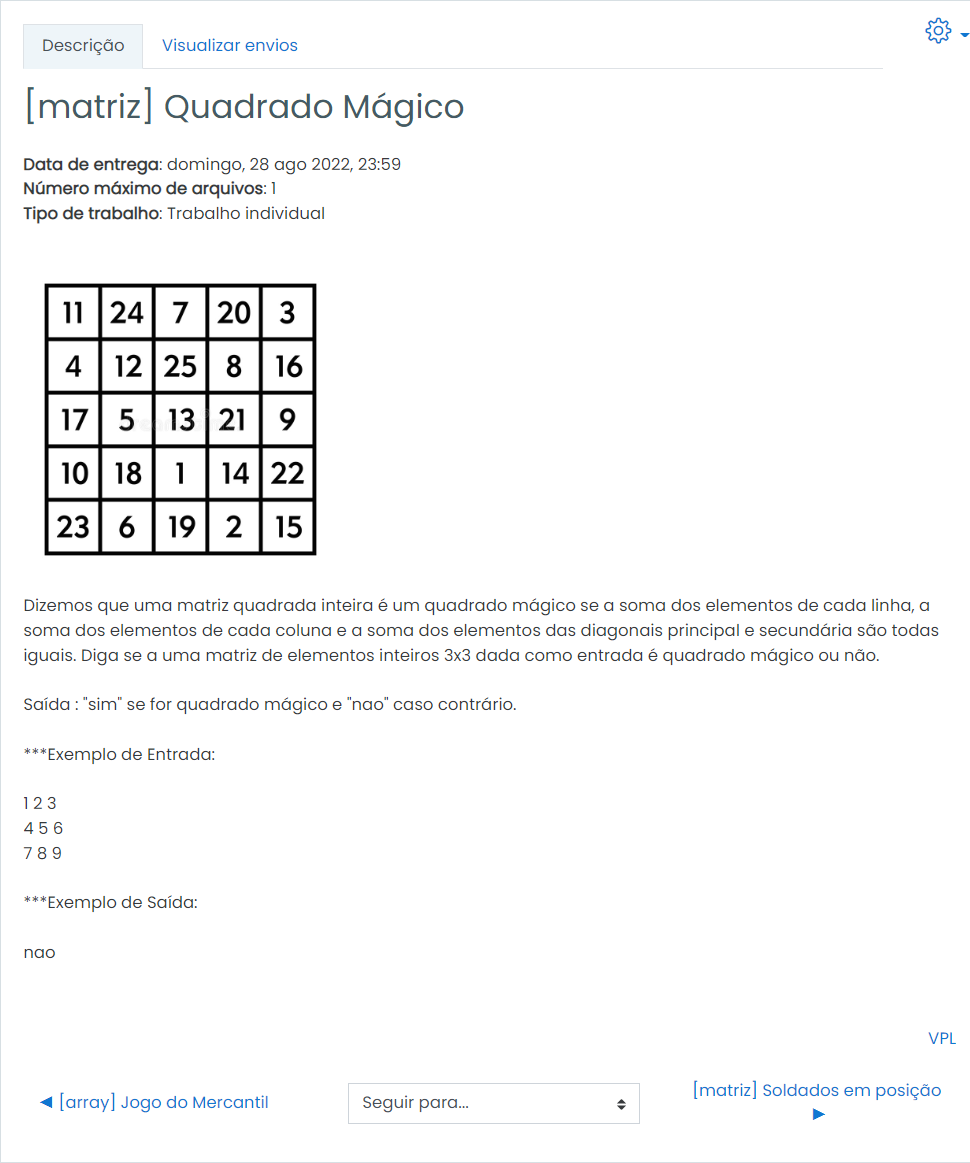 Descrição
Visualizar envios
[matriz] Quadrado Mágico
Data de entrega: domingo, 28 ago 2022, 23:59
Número máximo de arquivos: 1
Tipo de trabalho: Trabalho individual
11 24 7 20 3
4 12 25 8 16
17 5 13 21 9
10 18 1 14 22
23 6 19 2 15
Dizemos que uma matriz quadrada inteira é um quadrado mágico se a soma dos elementos de cada linha, a
soma dos elementos de cada coluna e a soma dos elementos das diagonais principal e secundária são todas
iguais. Diga se a uma matriz de elementos inteiros 3x3 dada como entrada é quadrado mágico ou não.
Saída : "sim" se for quadrado mágico e "nao" caso contrário.
***Exemplo de Entrada:
1 2 3
4 5 6
7 8 9
***Exemplo de Saída:
nao
VPL
◀ [array] Jogo do Mercantil
Seguir para...
[matriz] Soldados em posição
▶